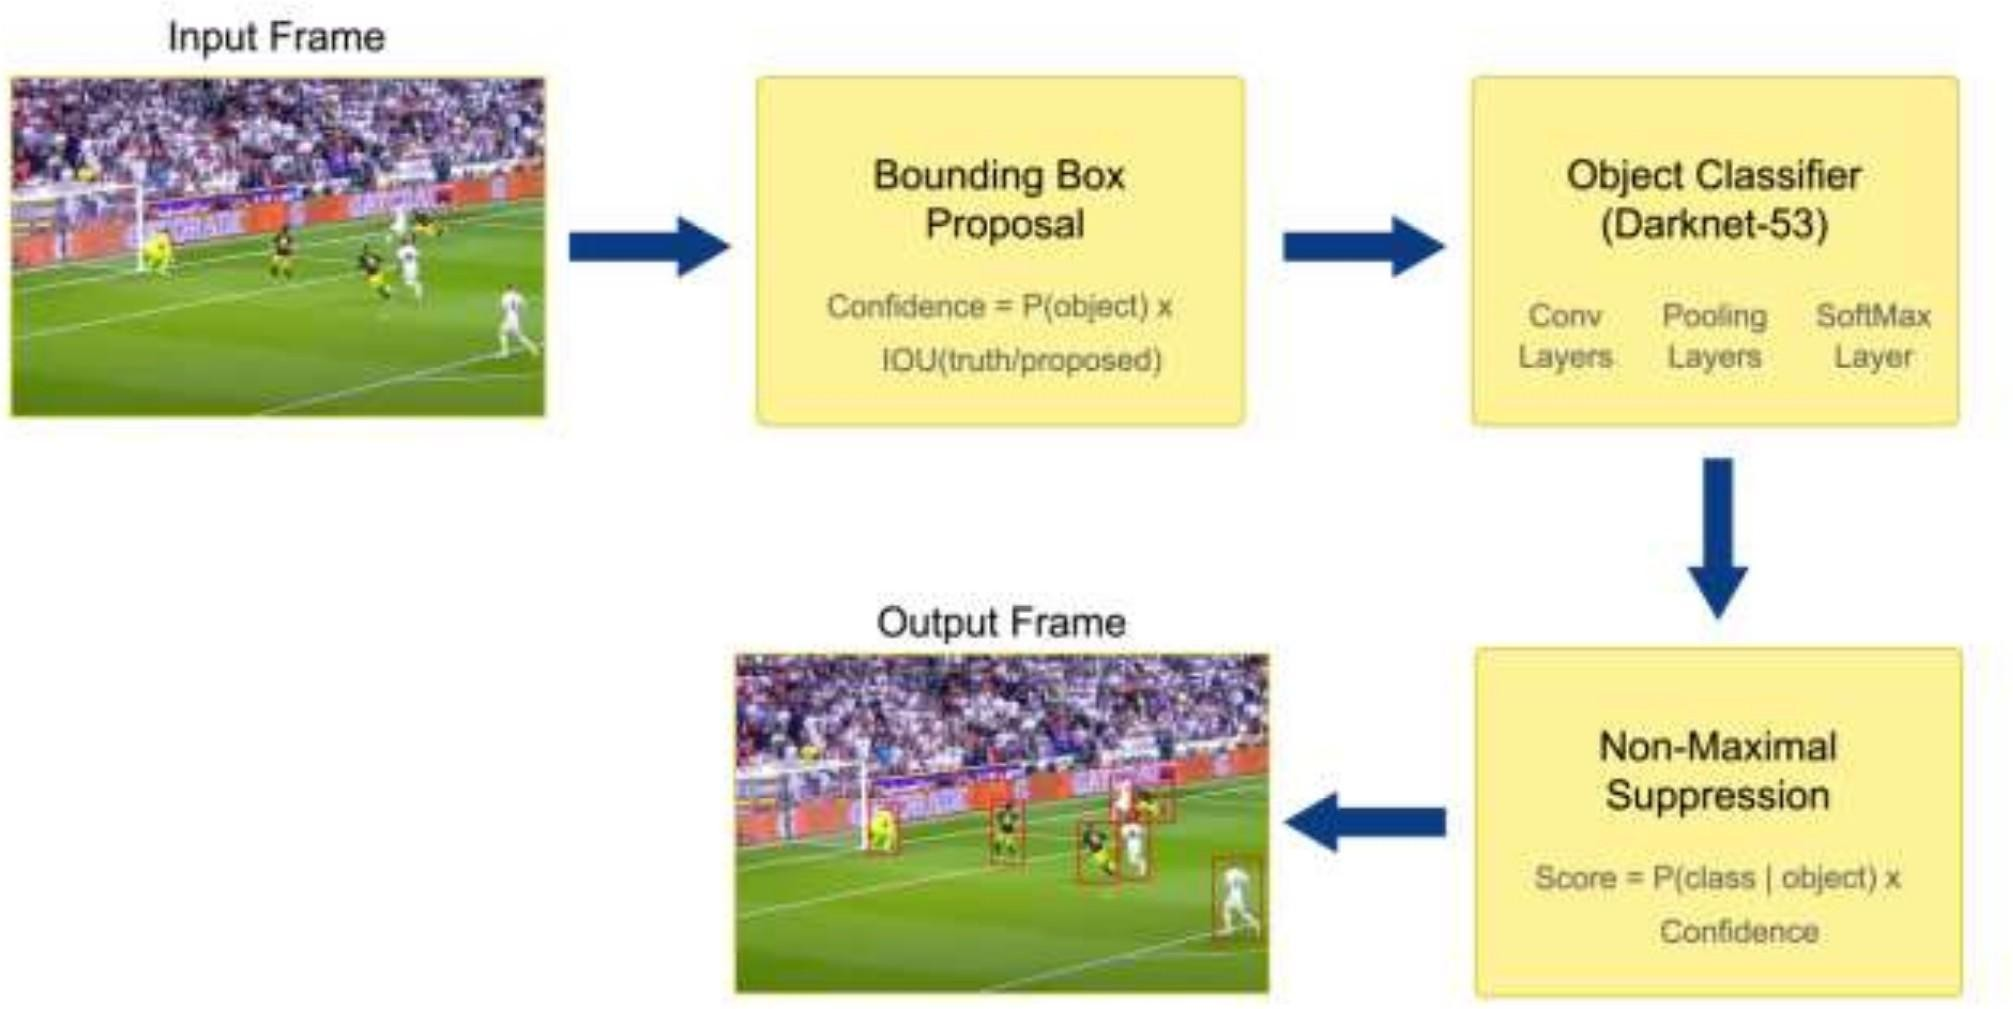 Input Frame
Bounding Box
Proposal
Confidence = P(object) x
IOU(truth/proposed)
Object Classifier
(Darknet-53)
Conv
Layers
Pooling
Layers
SoftMax
Layer
Non-Maximal
Suppression
Score = P(class | object) x
Confidence
Output Frame